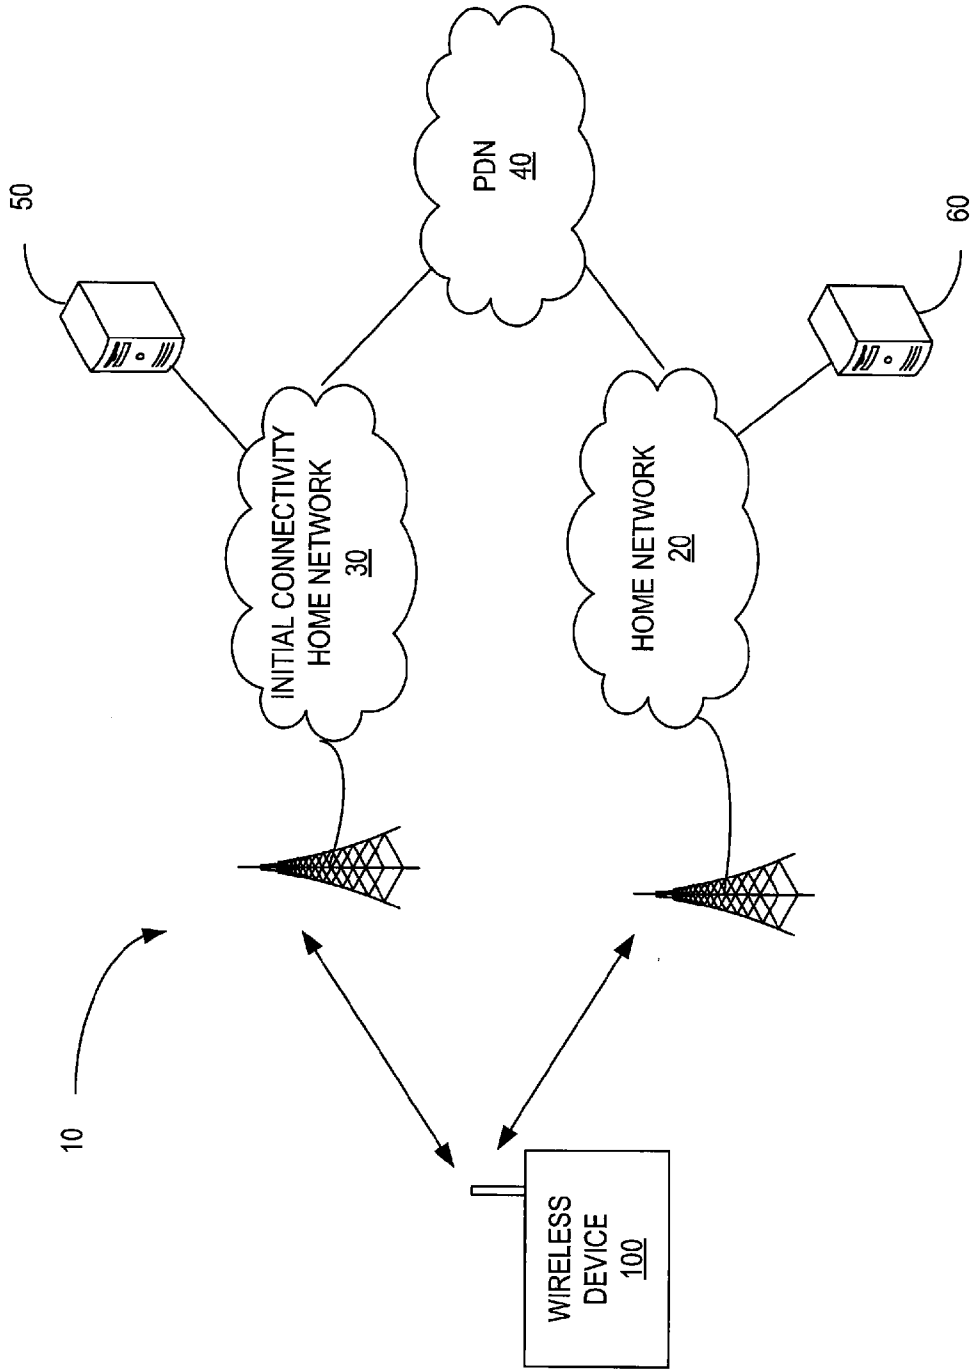 10
50
INITIAL CONNECTIVITY
HOME NETWORK
30
PDN
40
WIRELESS
DEVICE
100
HOME NETWORK
20
60